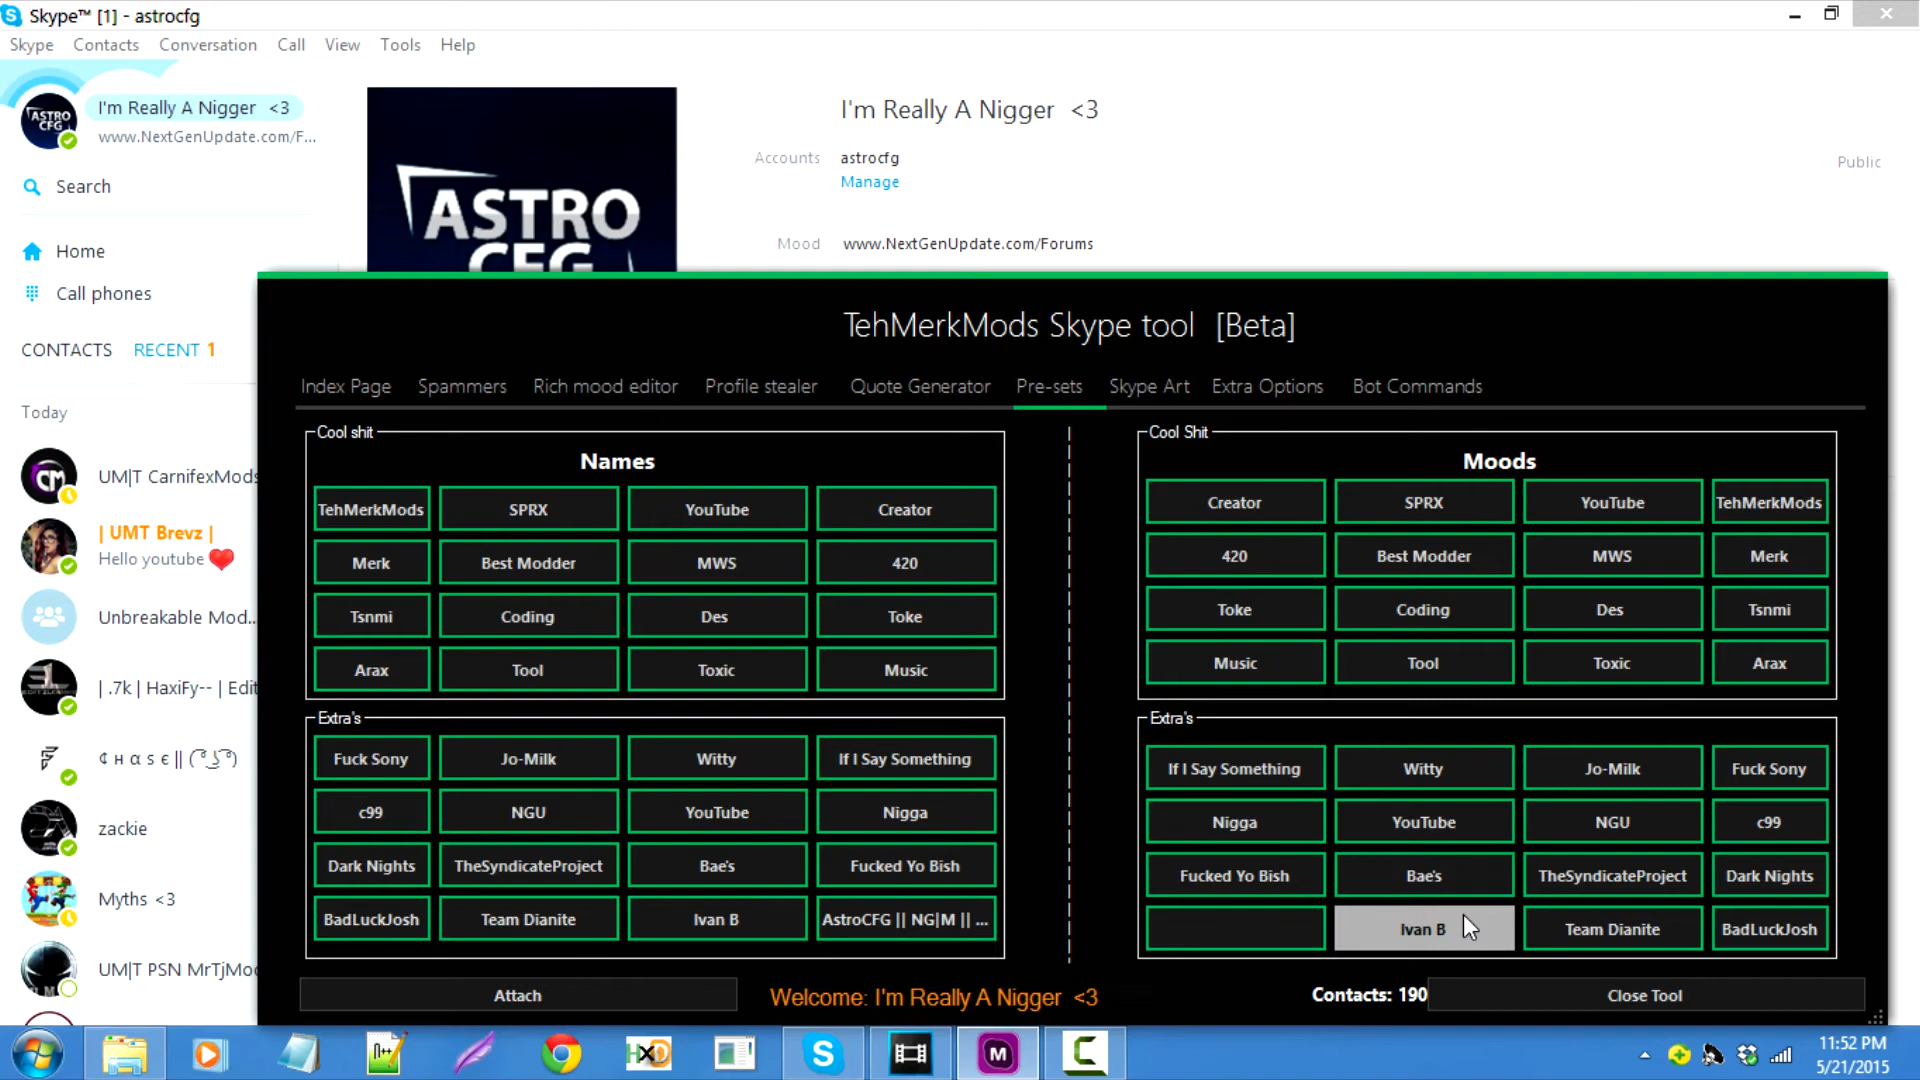 Skype™ [1] - astrocfg
Skype Contacts Conversation Call View Tools Help
I'm Really A Nigger <3
www.NextGenUpdate.com/F...
Search
Home
Call phones
CONTACTS RECENT 1
Today
UM|T CarnifexMods
| UMT Brevz |
Hello youtube
Unbreakable Mod...
| .7k | HaxiFy-- | Edit
¢ н α ѕ є || ( ͡° ͜ʖ ͡°)
zackie
Myths <3
UM|T PSN MrTjMo
ASTRO
CFG
I'm Really A Nigger <3
Accounts astrocfg
Manage
Public
Mood www.NextGenUpdate.com/Forums
TehMerkMods Skype tool [Beta]
Index Page Spammers Rich mood editor Profile stealer Quote Generator Pre-sets Skype Art Extra Options Bot Commands
Cool shit
Names
TehMerkMods SPRX YouTube Creator
Merk Best Modder MWS 420
Tsnmi Coding Des Toke
Arax Tool Toxic Music
Extra's
Fuck Sony Jo-Milk Witty If I Say Something
c99 NGU YouTube Nigga
Dark Nights TheSyndicateProject Bae's Fucked Yo Bish
BadLuckJosh Team Dianite Ivan B AstroCFG || NG|M || ...
Cool Shit
Moods
Creator SPRX YouTube TehMerkMods
420 Best Modder MWS Merk
Toke Coding Des Tsnmi
Music Tool Toxic Arax
Extra's
If I Say Something Witty Jo-Milk Fuck Sony
Nigga YouTube NGU c99
Fucked Yo Bish Bae's TheSyndicateProject Dark Nights
Ivan B Team Dianite BadLuckJosh
Attach Welcome: I'm Really A Nigger <3 Contacts: 190 Close Tool
11:52 PM
5/21/2015